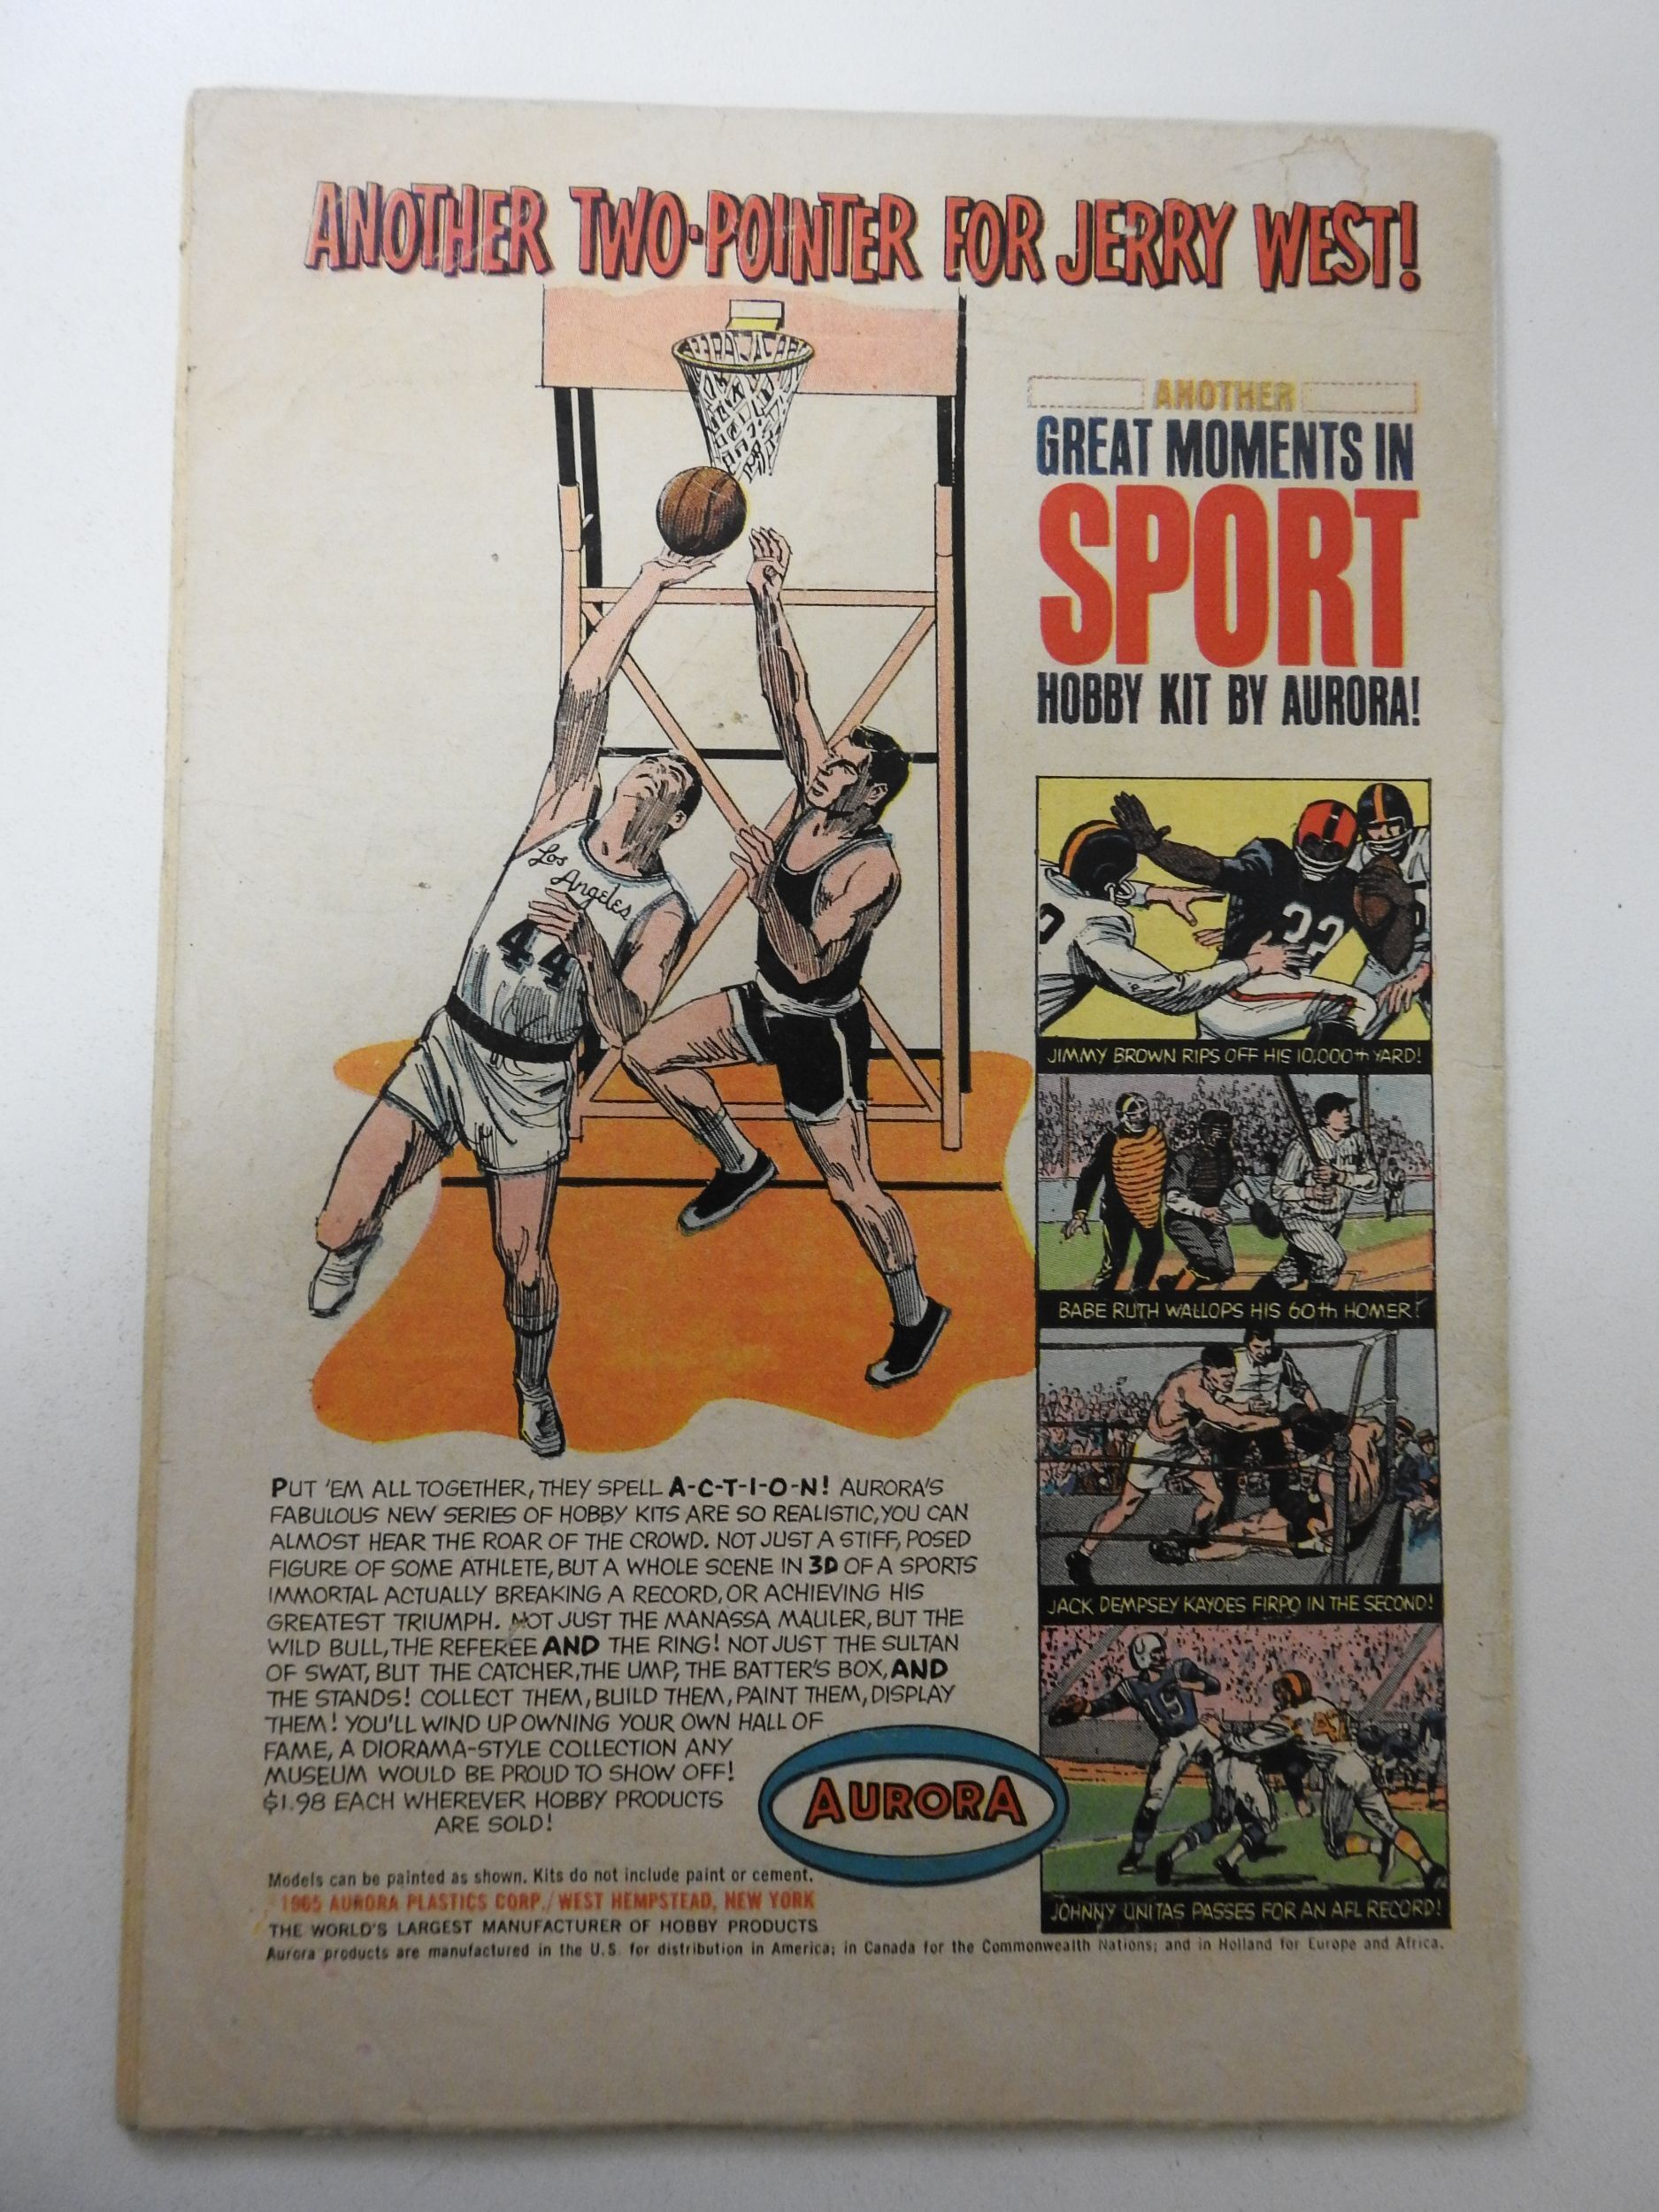 ANOTHER TWO-POINTER FOR JERRY WEST!
ANOTHER
GREAT MOMENTS IN
SPORT
HOBBY KIT BY AURORA!
Los
Angeles
44
32
JIMMY BROWN RIPS OFF HIS 10,000th YARD!
BABE RUTH WALLOPS HIS 60th HOMER!
JACK DEMPSEY KAYOES FIRPO IN THE SECOND!
19
JOHNNY UNITAS PASSES FOR AN AFL RECORD!
PUT 'EM ALL TOGETHER, THEY SPELL A-C-T-I-O-N! AURORA'S
FABULOUS NEW SERIES OF HOBBY KITS ARE SO REALISTIC, YOU CAN
ALMOST HEAR THE ROAR OF THE CROWD. NOT JUST A STIFF, POSED
FIGURE OF SOME ATHLETE, BUT A WHOLE SCENE IN 3D OF A SPORTS
IMMORTAL ACTUALLY BREAKING A RECORD, OR ACHIEVING HIS
GREATEST TRIUMPH. NOT JUST THE MANASSA MAULER, BUT THE
WILD BULL, THE REFEREE AND THE RING! NOT JUST THE SULTAN
OF SWAT, BUT THE CATCHER, THE UMP, THE BATTER'S BOX, AND
THE STANDS! COLLECT THEM, BUILD THEM, PAINT THEM, DISPLAY
THEM! YOU'LL WIND UP OWNING YOUR OWN HALL OF
FAME, A DIORAMA-STYLE COLLECTION ANY
MUSEUM WOULD BE PROUD TO SHOW OFF!
$1.98 EACH WHEREVER HOBBY PRODUCTS
ARE SOLD!
AURORA
Models can be painted as shown. Kits do not include paint or cement.
1965 AURORA PLASTICS CORP./WEST HEMPSTEAD, NEW YORK
THE WORLD'S LARGEST MANUFACTURER OF HOBBY PRODUCTS
Aurora products are manufactured in the U.S. for distribution in America; in Canada for the Commonwealth Nations; and in Holland for Europe and Africa.